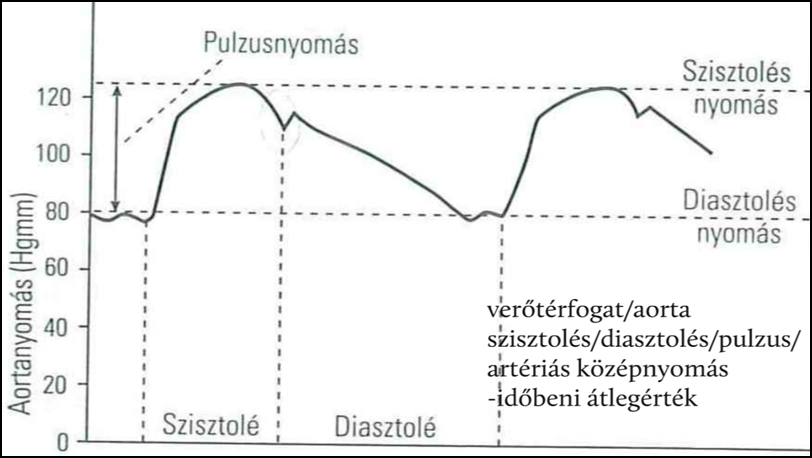 Pulzusnyomás
Szisztolés
nyomás
120
100
80
60
40
20
0
Aortanyomás (Hgmm)
Diasztolés
nyomás
verőtérfogat/aorta
szisztolés/diasztolés/pulzus/
artériás középnyomás
-időbeni átlegérték
Szisztolé
Diasztolé